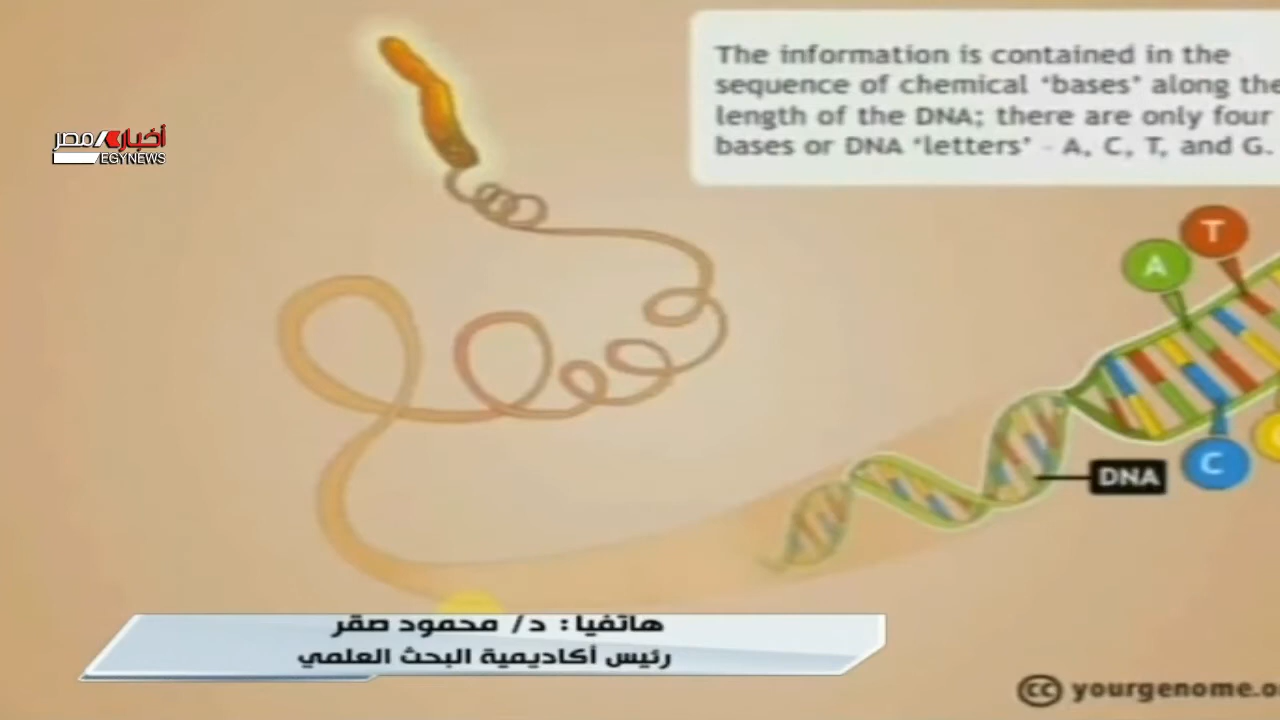 The information is contained in the
sequence of chemical 'bases' along the
length of the DNA; there are only four
bases or DNA 'letters' - A, C, T, and G.
أخبار/مصر
EGYNEWS
T
A
C
DNA
هاتفيا: د/ محمود صقر
رئيس أكاديمية البحث العلمي
cc yourgenome.o